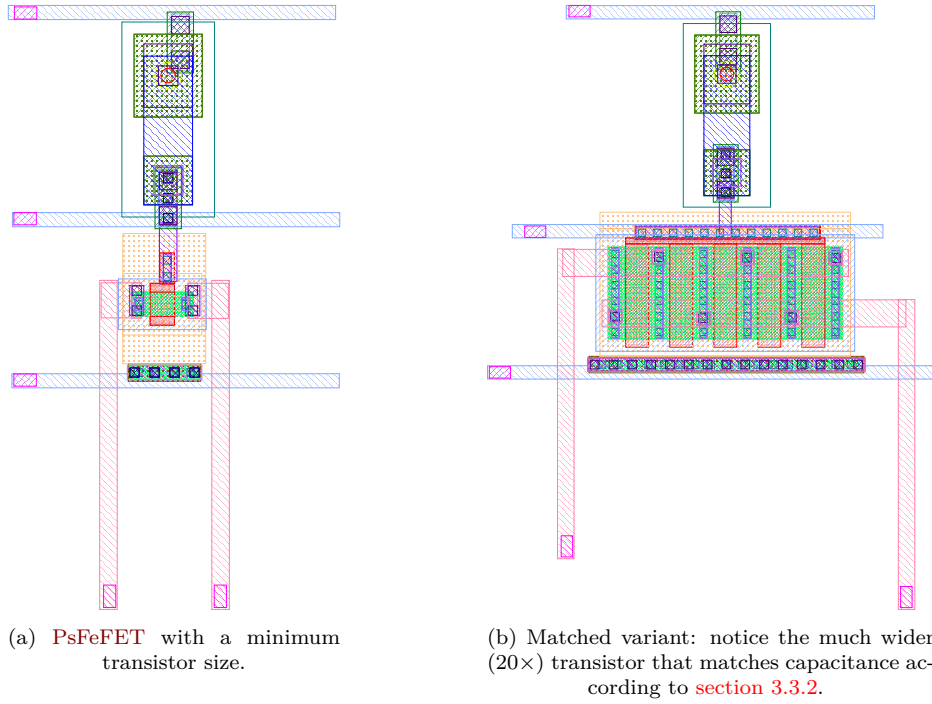 (a) PsFeFET with a minimum
transistor size.
(b) Matched variant: notice the much wider
(20×) transistor that matches capacitance ac-
cording to section 3.3.2.